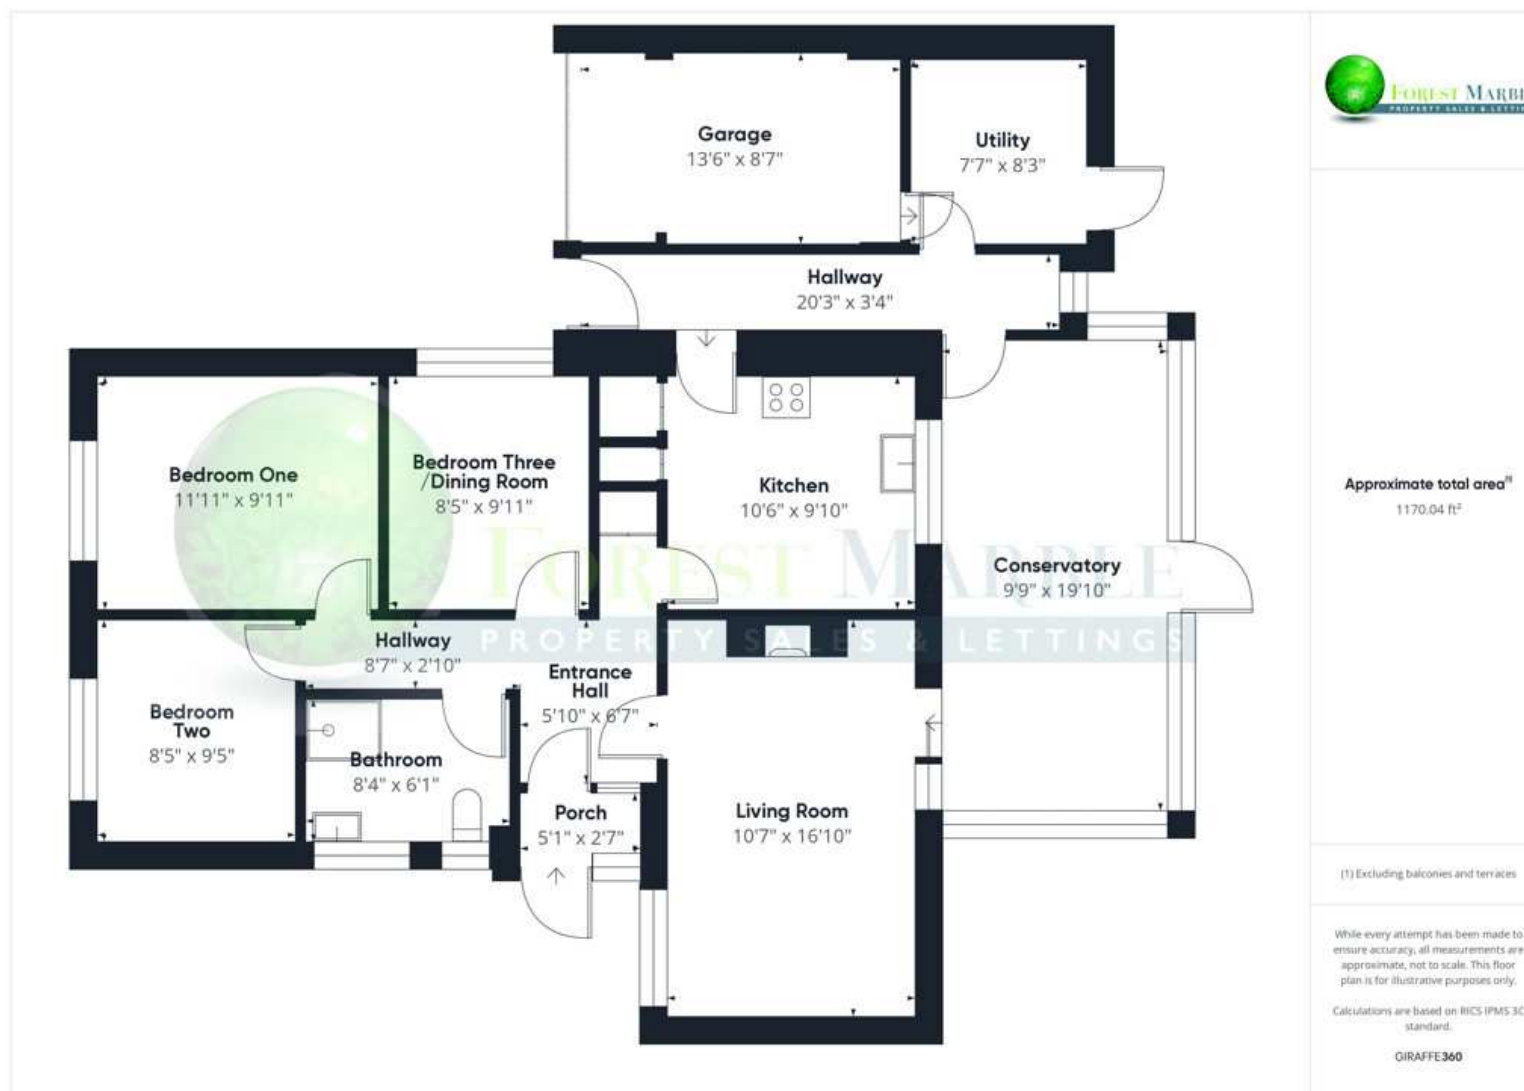 Garage
13'6" x 8'7"
Utility
7'7" x 8'3"
Hallway
20'3" x 3'4"
Bedroom One
11'11" x 9'11"
Bedroom Three
/Dining Room
8'5" x 9'11"
Kitchen
10'6" x 9'10"
Conservatory
9'9" x 19'10"
FOREST MARBLE
PROPERTY SALES & LETTINGS
Hallway
8'7" x 2'10"
Entrance
Hall
5'10" x 6'7"
Bedroom
Two
8'5" x 9'5"
Bathroom
8'4" x 6'1"
Porch
5'1" x 2'7"
Living Room
10'7" x 16'10"
FOREST MARBL
PROPERTY SALES & LETTIN
Approximate total area(1)
1170.04 ft²
(1) Excluding balconies and terraces
While every attempt has been made to
ensure accuracy, all measurements are
approximate, not to scale. This floor
plan is for illustrative purposes only.
Calculations are based on RICS IPMS 3C
standard.
GIRAFFE360